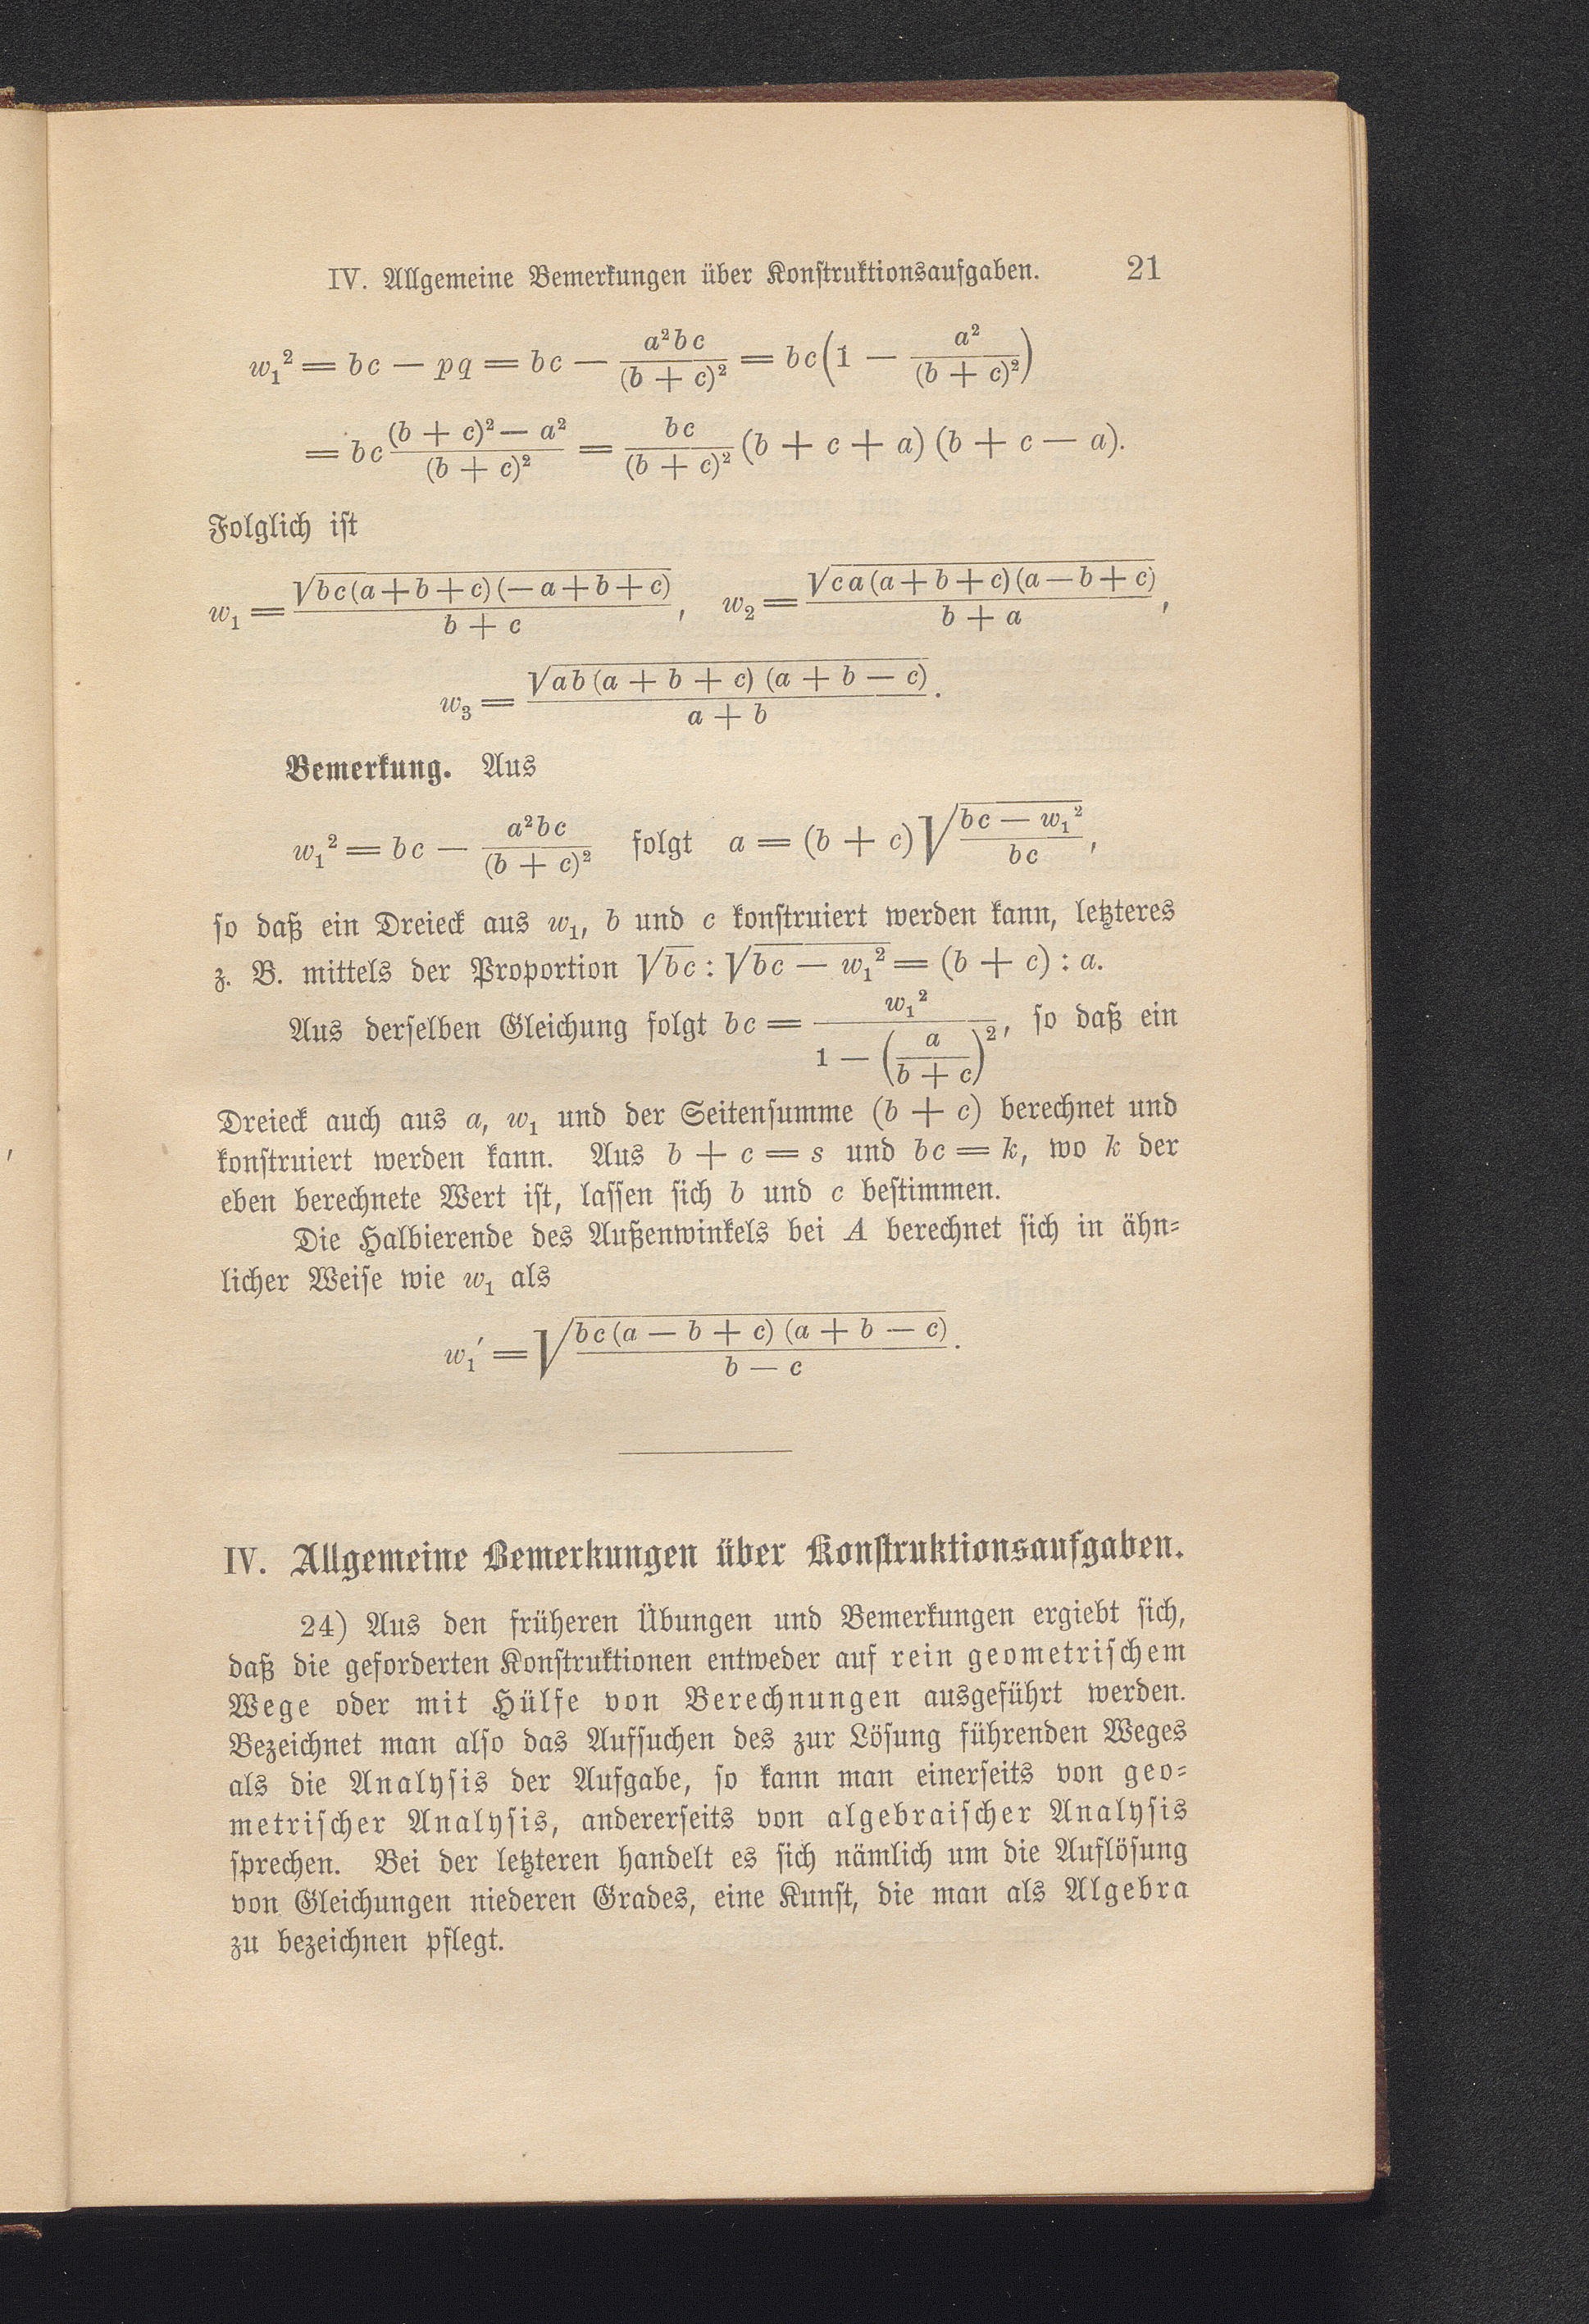 IV. Allgemeine Bemerkungen über Konstruktionsaufgaben. 21
w₁² = bc − pq = bc − a²bc/(b + c)² = bc(1 − a²/(b + c)²)
= bc ((b + c)² − a²)/(b + c)² = bc/(b + c)² (b + c + a) (b + c − a).
Folglich ist
w₁ = √(bc(a + b + c)(− a + b + c))/(b + c), w₂ = √(ca(a + b + c)(a − b + c))/(b + a),
w₃ = √(ab(a + b + c) (a + b − c))/(a + b).
Bemerkung. Aus
w₁² = bc − a²bc/(b + c)² folgt a = (b + c)√((bc − w₁²)/bc),
so daß ein Dreieck aus w₁, b und c konstruiert werden kann, letzteres
z. B. mittels der Proportion √bc : √(bc − w₁²) = (b + c) : a.
Aus derselben Gleichung folgt bc = w₁²/(1 − (a/(b + c))²), so daß ein
Dreieck auch aus a, w₁ und der Seitensumme (b + c) berechnet und
konstruiert werden kann. Aus b + c = s und bc = k, wo k der
eben berechnete Wert ist, lassen sich b und c bestimmen.
Die Halbierende des Außenwinkels bei A berechnet sich in ähn-
licher Weise wie w₁ als
w₁′ = √(bc(a − b + c) (a + b − c)/(b − c)).
IV. Allgemeine Bemerkungen über Konstruktionsaufgaben.
24) Aus den früheren Übungen und Bemerkungen ergiebt sich,
daß die geforderten Konstruktionen entweder auf rein geometrischem
Wege oder mit Hülfe von Berechnungen ausgeführt werden.
Bezeichnet man also das Aufsuchen des zur Lösung führenden Weges
als die Analysis der Aufgabe, so kann man einerseits von geo-
metrischer Analysis, andererseits von algebraischer Analysis
sprechen. Bei der letzteren handelt es sich nämlich um die Auflösung
von Gleichungen niederen Grades, eine Kunst, die man als Algebra
zu bezeichnen pflegt.